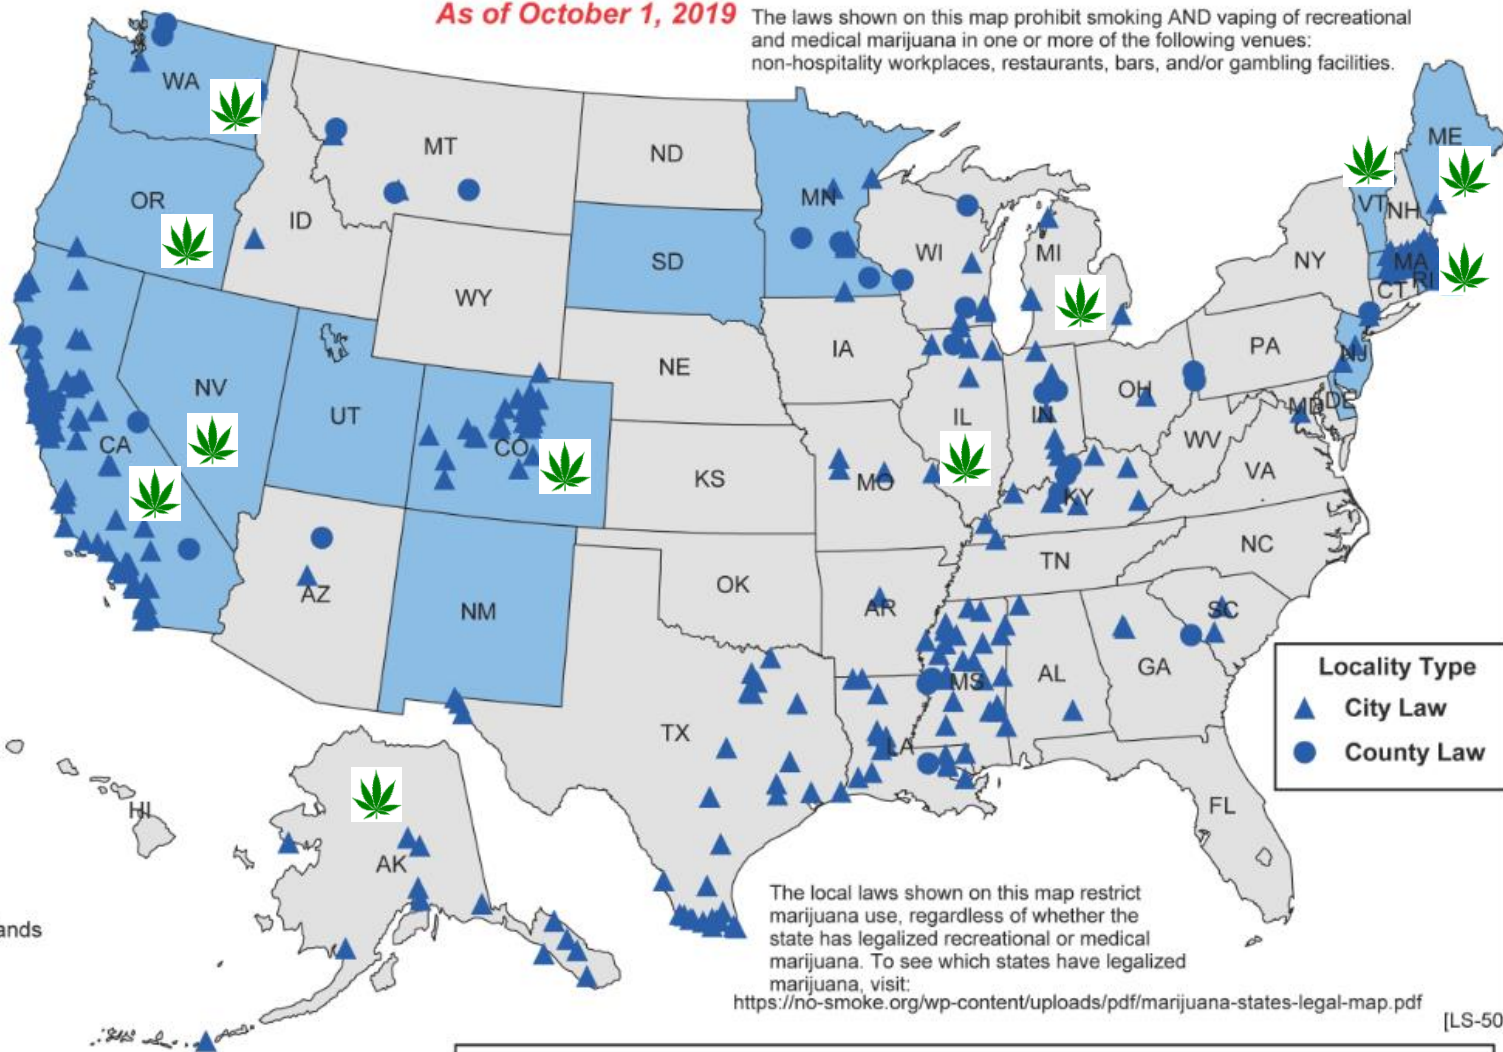 As of October 1, 2019
The laws shown on this map prohibit smoking AND vaping of recreational
and medical marijuana in one or more of the following venues:
non-hospitality workplaces, restaurants, bars, and/or gambling facilities.
WA
MT
ND
MN
ME
OR
ID
SD
WI
MI
VT
NH
NY
MA
RI
CT
WY
IA
NE
PA
NJ
NV
UT
CO
IL
IN
OH
MD
DE
WV
VA
CA
KS
MO
KY
NC
TN
AZ
NM
OK
AR
SC
MS
AL
GA
TX
LA
FL
HI
AK
ands
Locality Type
City Law
County Law
The local laws shown on this map restrict
marijuana use, regardless of whether the
state has legalized recreational or medical
marijuana. To see which states have legalized
marijuana, visit:
https://no-smoke.org/wp-content/uploads/pdf/marijuana-states-legal-map.pdf
[LS-50